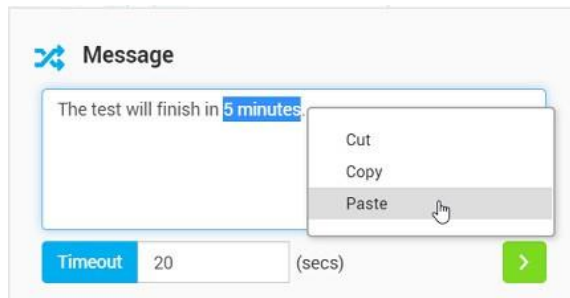 Message
The test will finish in 5 minutes.
Cut
Copy
Paste
Timeout 20 (secs)